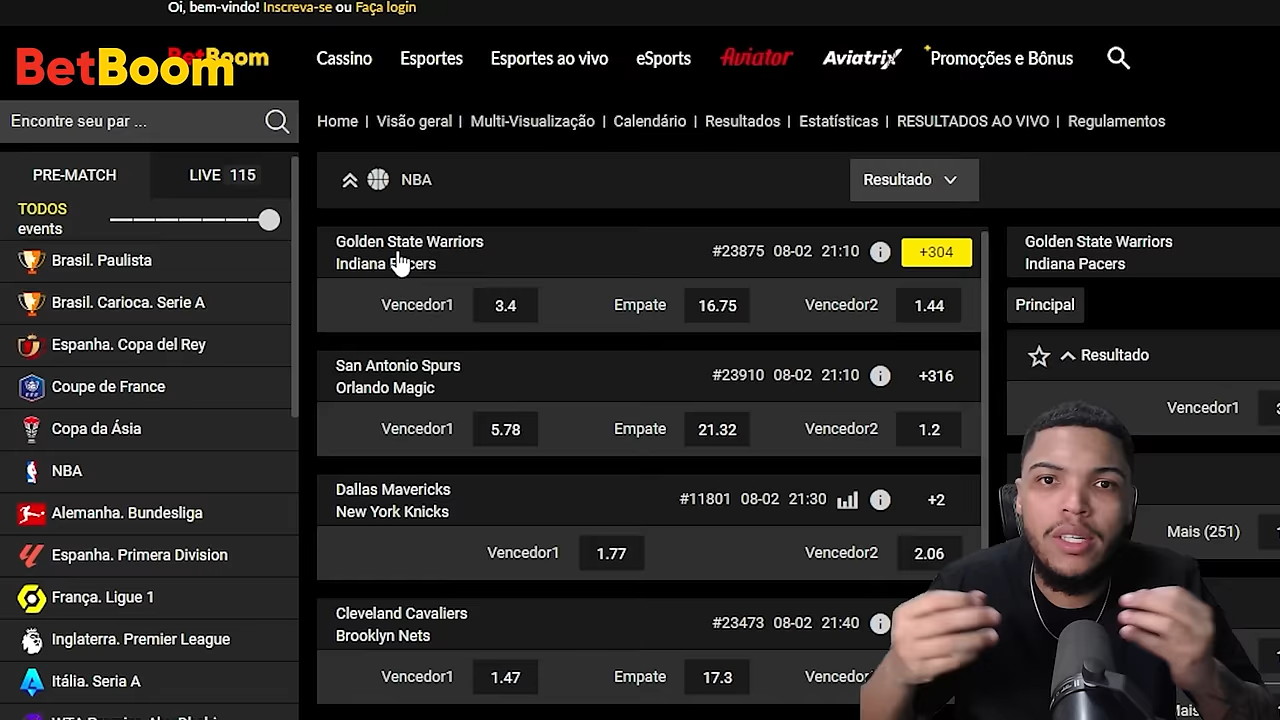 Oi, bem-vindo! Inscreva-se ou Faça login
BetBoom
BetBoom
Cassino Esportes Esportes ao vivo eSports Aviator Aviatrix Promoções e Bônus
Encontre seu par ...
Home | Visão geral | Multi-Visualização | Calendário | Resultados | Estatísticas | RESULTADOS AO VIVO | Regulamentos
PRE-MATCH LIVE 115
TODOS
events
Brasil. Paulista
Brasil. Carioca. Serie A
Espanha. Copa del Rey
Coupe de France
Copa da Ásia
NBA
Alemanha. Bundesliga
Espanha. Primera Division
França. Ligue 1
Inglaterra. Premier League
Itália. Seria A
NBA Resultado
Golden State Warriors
Indiana Pacers
#23875 08-02 21:10 +304
Vencedor1 3.4 Empate 16.75 Vencedor2 1.44
San Antonio Spurs
Orlando Magic
#23910 08-02 21:10 +316
Vencedor1 5.78 Empate 21.32 Vencedor2 1.2
Dallas Mavericks
New York Knicks
#11801 08-02 21:30 +2
Vencedor1 1.77 Vencedor2 2.06
Cleveland Cavaliers
Brooklyn Nets
#23473 08-02 21:40
Vencedor1 1.47 Empate 17.3
Golden State Warriors
Indiana Pacers
Principal
Resultado
Vencedor1
Mais (251)